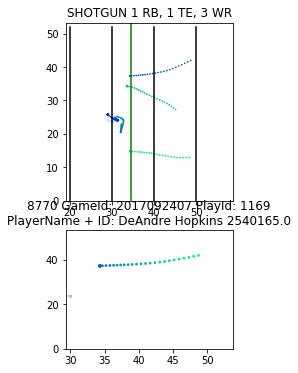 SHOTGUN 1 RB, 1 TE, 3 WR
50
40
30
20
10
0
20 30 40 50
8770 GameId: 2017092407 PlayId: 1169
PlayerName + ID: DeAndre Hopkins 2540165.0
40
20
0
30 35 40 45 50